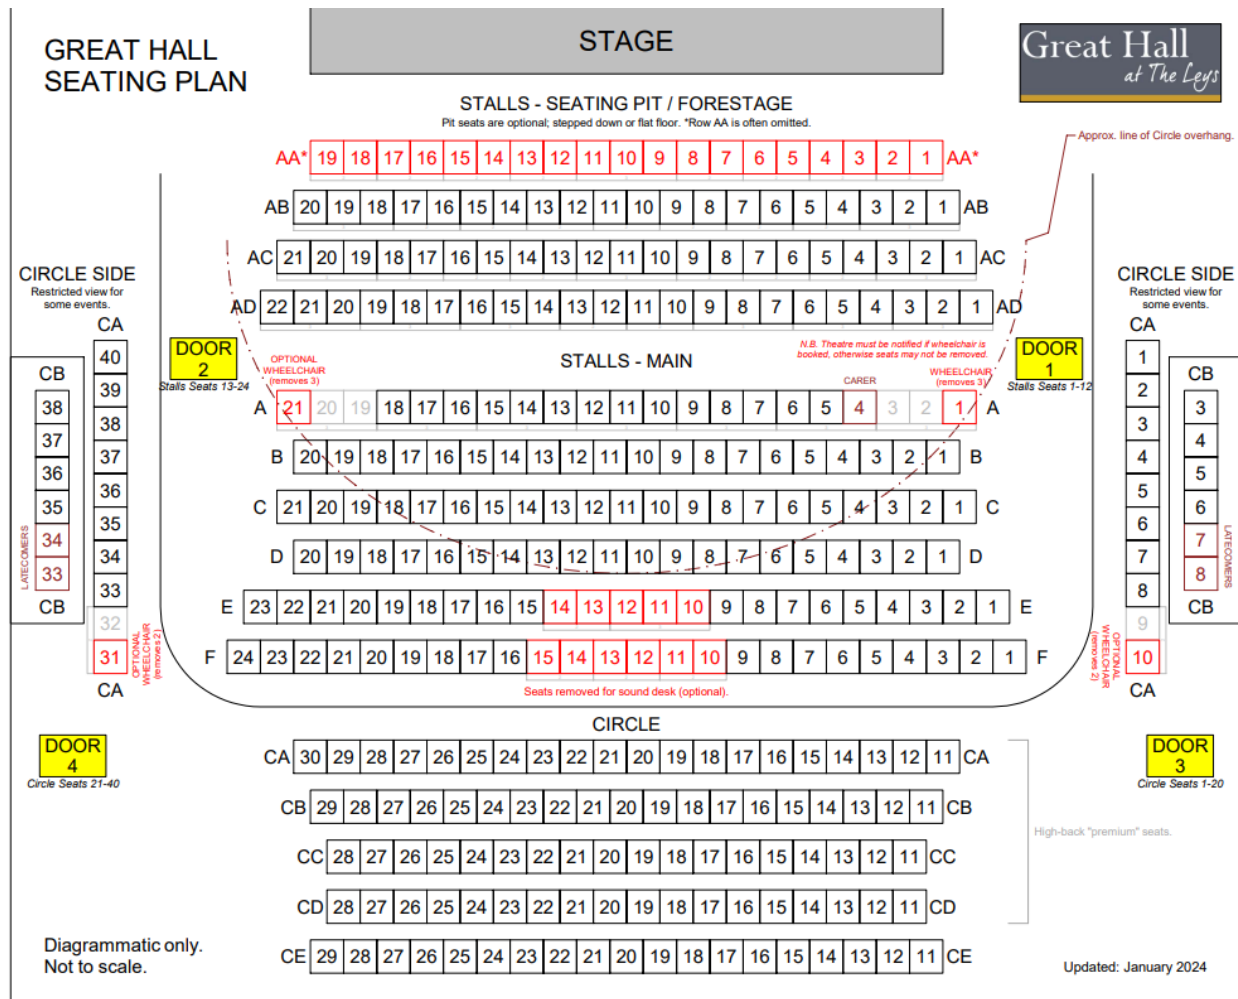 GREAT HALL
SEATING PLAN
STAGE
Great Hall
at The Leys
STALLS - SEATING PIT / FORESTAGE
Pit seats are optional; stepped down or flat floor. *Row AA is often omitted.
Approx. line of Circle overhang.
AA* 19 18 17 16 15 14 13 12 11 10 9 8 7 6 5 4 3 2 1 AA*
AB 20 19 18 17 16 15 14 13 12 11 10 9 8 7 6 5 4 3 2 1 AB
AC 21 20 19 18 17 16 15 14 13 12 11 10 9 8 7 6 5 4 3 2 1 AC
AD 22 21 20 19 18 17 16 15 14 13 12 11 10 9 8 7 6 5 4 3 2 1 AD
CIRCLE SIDE
Restricted view for
some events.
CA
40
39
38
37
36
35
34
33
32
31
CA
OPTIONAL
WHEELCHAIR
(removes 2)
CB
38
37
36
35
34
33
CB
LATECOMERS
DOOR
2
Stalls Seats 13-24
STALLS - MAIN
N.B. Theatre must be notified if wheelchair is
booked, otherwise seats may not be removed.
DOOR
1
Stalls Seats 1-12
OPTIONAL
WHEELCHAIR
(removes 3)
CARER
WHEELCHAIR
(removes 3)
A 21 20 19 18 17 16 15 14 13 12 11 10 9 8 7 6 5 4 3 2 1 A
B 20 19 18 17 16 15 14 13 12 11 10 9 8 7 6 5 4 3 2 1 B
C 21 20 19 18 17 16 15 14 13 12 11 10 9 8 7 6 5 4 3 2 1 C
D 20 19 18 17 16 15 14 13 12 11 10 9 8 7 6 5 4 3 2 1 D
E 23 22 21 20 19 18 17 16 15 14 13 12 11 10 9 8 7 6 5 4 3 2 1 E
F 24 23 22 21 20 19 18 17 16 15 14 13 12 11 10 9 8 7 6 5 4 3 2 1 F
Seats removed for sound desk (optional).
CIRCLE SIDE
Restricted view for
some events.
CA
1
2
3
4
5
6
7
8
9
10
CA
OPTIONAL
WHEELCHAIR
(removes 2)
CB
3
4
5
6
7
8
CB
LATECOMERS
DOOR
4
Circle Seats 21-40
CIRCLE
DOOR
3
Circle Seats 1-20
CA 30 29 28 27 26 25 24 23 22 21 20 19 18 17 16 15 14 13 12 11 CA
CB 29 28 27 26 25 24 23 22 21 20 19 18 17 16 15 14 13 12 11 CB
High-back "premium" seats.
CC 28 27 26 25 24 23 22 21 20 19 18 17 16 15 14 13 12 11 CC
CD 28 27 26 25 24 23 22 21 20 19 18 17 16 15 14 13 12 11 CD
CE 29 28 27 26 25 24 23 22 21 20 19 18 17 16 15 14 13 12 11 CE
Diagrammatic only.
Not to scale.
Updated: January 2024